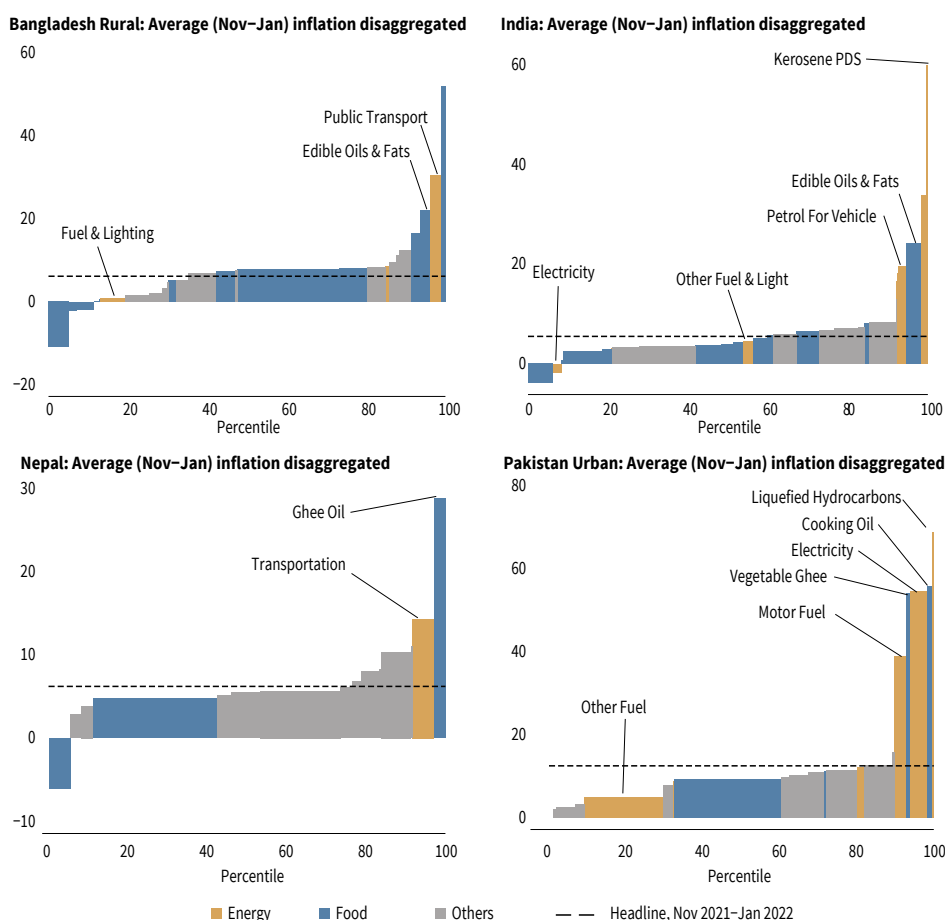 Bangladesh Rural: Average (Nov–Jan) inflation disaggregated
60
40
20
0
−20
Public Transport
Edible Oils & Fats
Fuel & Lighting
0 20 40 60 80 100
Percentile
India: Average (Nov–Jan) inflation disaggregated
60
40
20
0
Kerosene PDS
Edible Oils & Fats
Petrol For Vehicle
Electricity
Other Fuel & Light
0 20 40 60 80 100
Percentile
Nepal: Average (Nov–Jan) inflation disaggregated
30
20
10
0
−10
Ghee Oil
Transportation
0 20 40 60 80 100
Percentile
Pakistan Urban: Average (Nov–Jan) inflation disaggregated
80
60
40
20
0
Liquefied Hydrocarbons
Cooking Oil
Electricity
Vegetable Ghee
Motor Fuel
Other Fuel
0 20 40 60 80 100
Percentile
Energy Food Others Headline, Nov 2021–Jan 2022